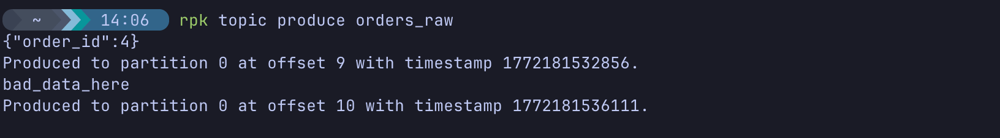 ~ 14:06 rpk topic produce orders_raw
{"order_id":4}
Produced to partition 0 at offset 9 with timestamp 1772181532856.
bad_data_here
Produced to partition 0 at offset 10 with timestamp 1772181536111.